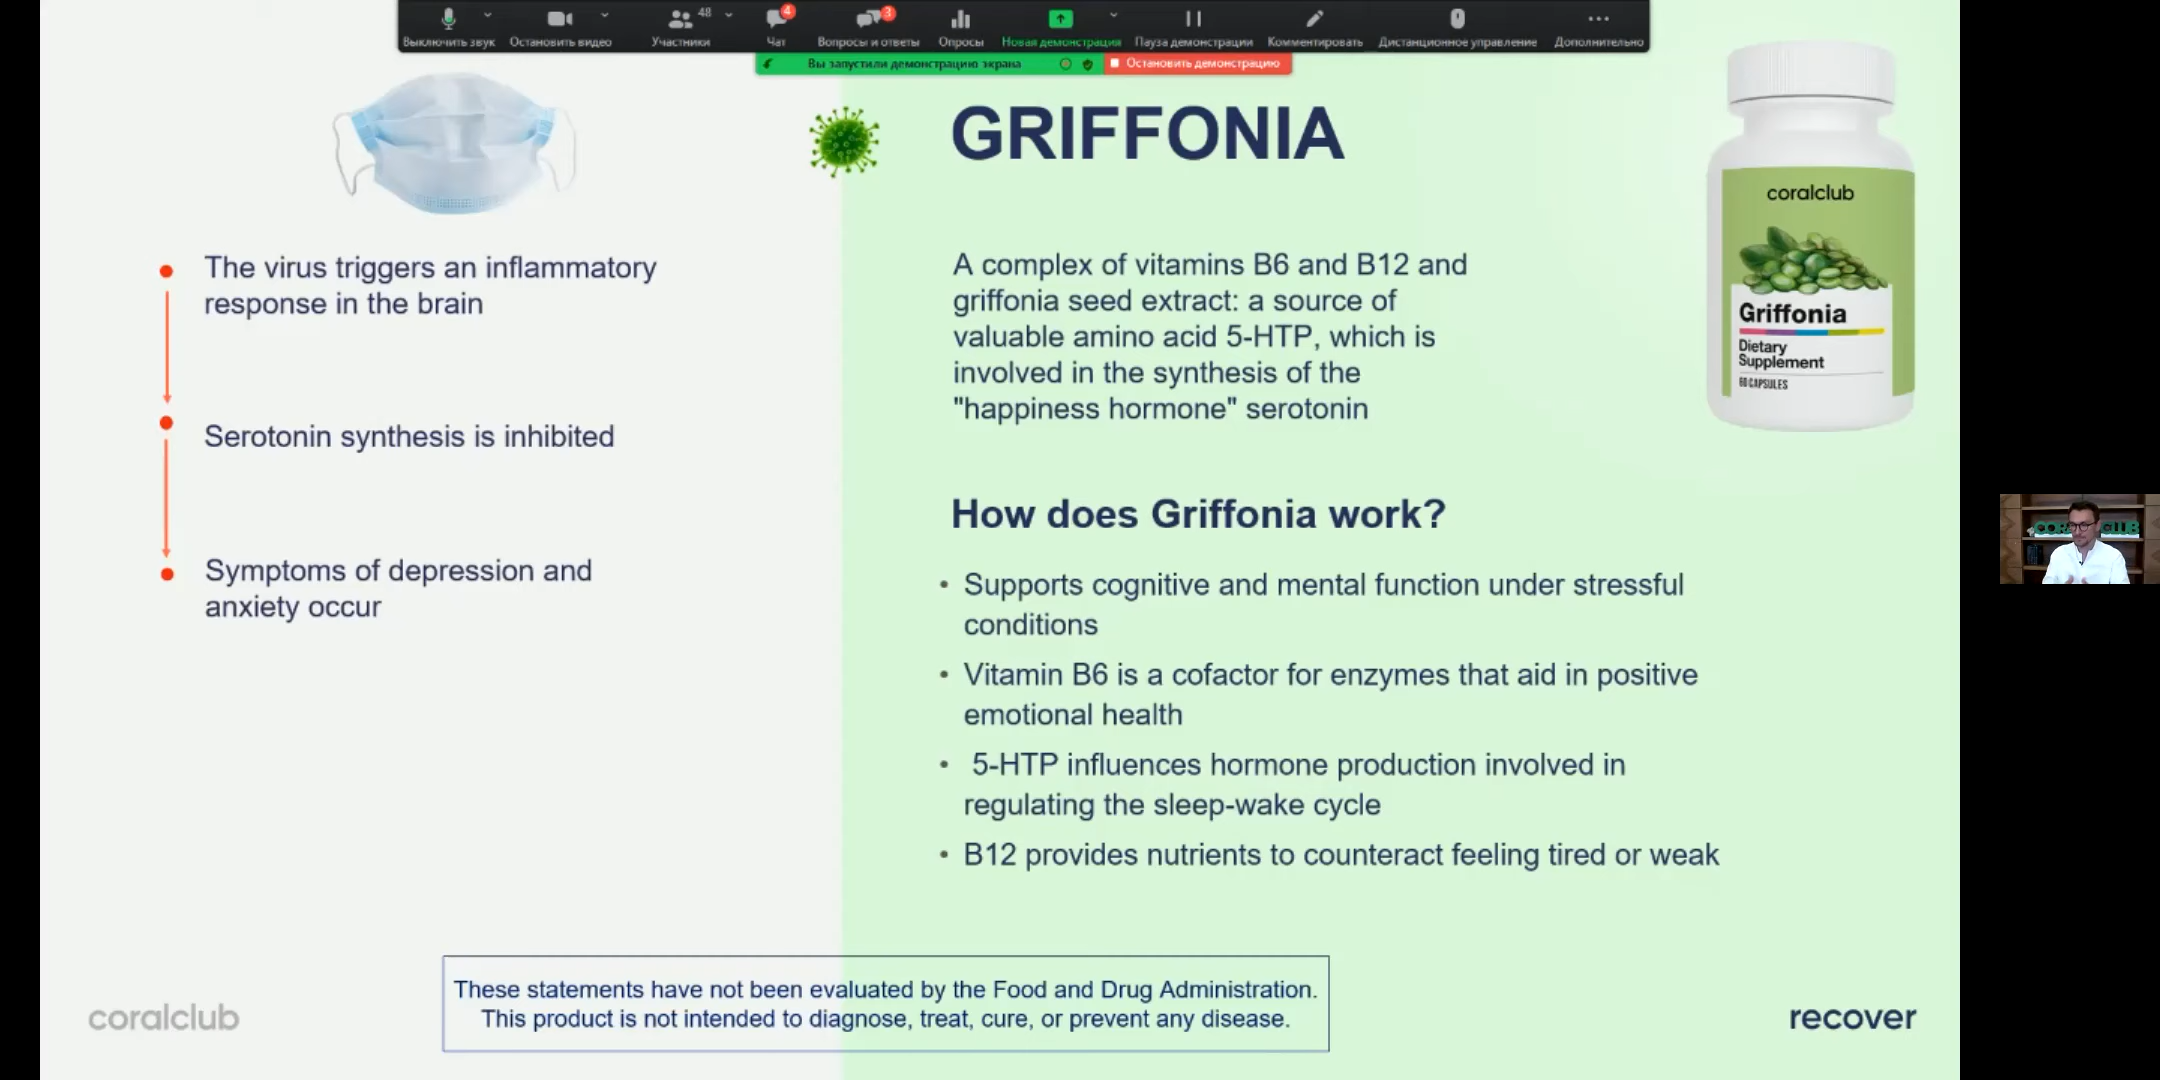 48
4
3
Выключить звук
Остановить видео
Участники
Чат
Вопросы и ответы
Опросы
Новая демонстрация
Пауза демонстрации
Комментировать
Дистанционное управление
Дополнительно
Вы запустили демонстрацию экрана
Остановить демонстрацию
The virus triggers an inflammatory
response in the brain
Serotonin synthesis is inhibited
Symptoms of depression and
anxiety occur
GRIFFONIA
A complex of vitamins B6 and B12 and
griffonia seed extract: a source of
valuable amino acid 5-HTP, which is
involved in the synthesis of the
"happiness hormone" serotonin
coralclub
Griffonia
Dietary
Supplement
60 CAPSULES
How does Griffonia work?
• Supports cognitive and mental function under stressful
conditions
• Vitamin B6 is a cofactor for enzymes that aid in positive
emotional health
• 5-HTP influences hormone production involved in
regulating the sleep-wake cycle
• B12 provides nutrients to counteract feeling tired or weak
These statements have not been evaluated by the Food and Drug Administration.
This product is not intended to diagnose, treat, cure, or prevent any disease.
coralclub
recover